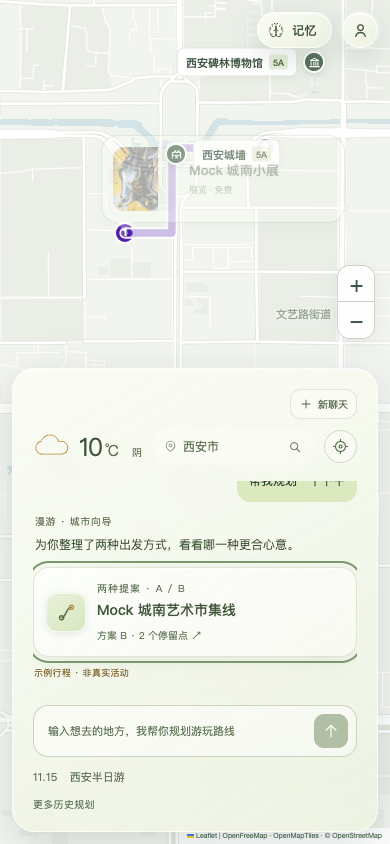 记忆
西安碑林博物馆 5A
西安城墙 5A
Mock 城南小展
展览 · 免费
文艺路街道
+
−
+ 新聊天
10°C 阴 西安市
漫游 · 城市向导
为你整理了两种出发方式，看看哪一种更合心意。
两种提案 · A / B
Mock 城南艺术市集线
方案 B · 2 个停留点 ↗
示例行程 · 非真实活动
输入想去的地方，我帮你规划游玩路线
11.15 西安半日游
更多历史规划
Leaflet | OpenFreeMap · OpenMapTiles · © OpenStreetMap